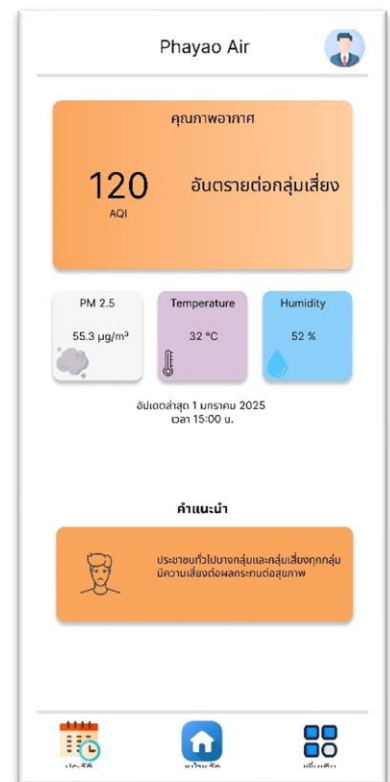 Phayao Air
คุณภาพอากาศ
120
AQI
อันตรายต่อกลุ่มเสี่ยง
PM 2.5
55.3 µg/m³
Temperature
32 °C
Humidity
52 %
อัปเดตล่าสุด 1 มกราคม 2025
เวลา 15:00 น.
คำแนะนำ
ประชาชนทั่วไปบางกลุ่มและกลุ่มเสี่ยงทุกกลุ่ม
มีความเสี่ยงต่อผลกระทบต่อสุขภาพ